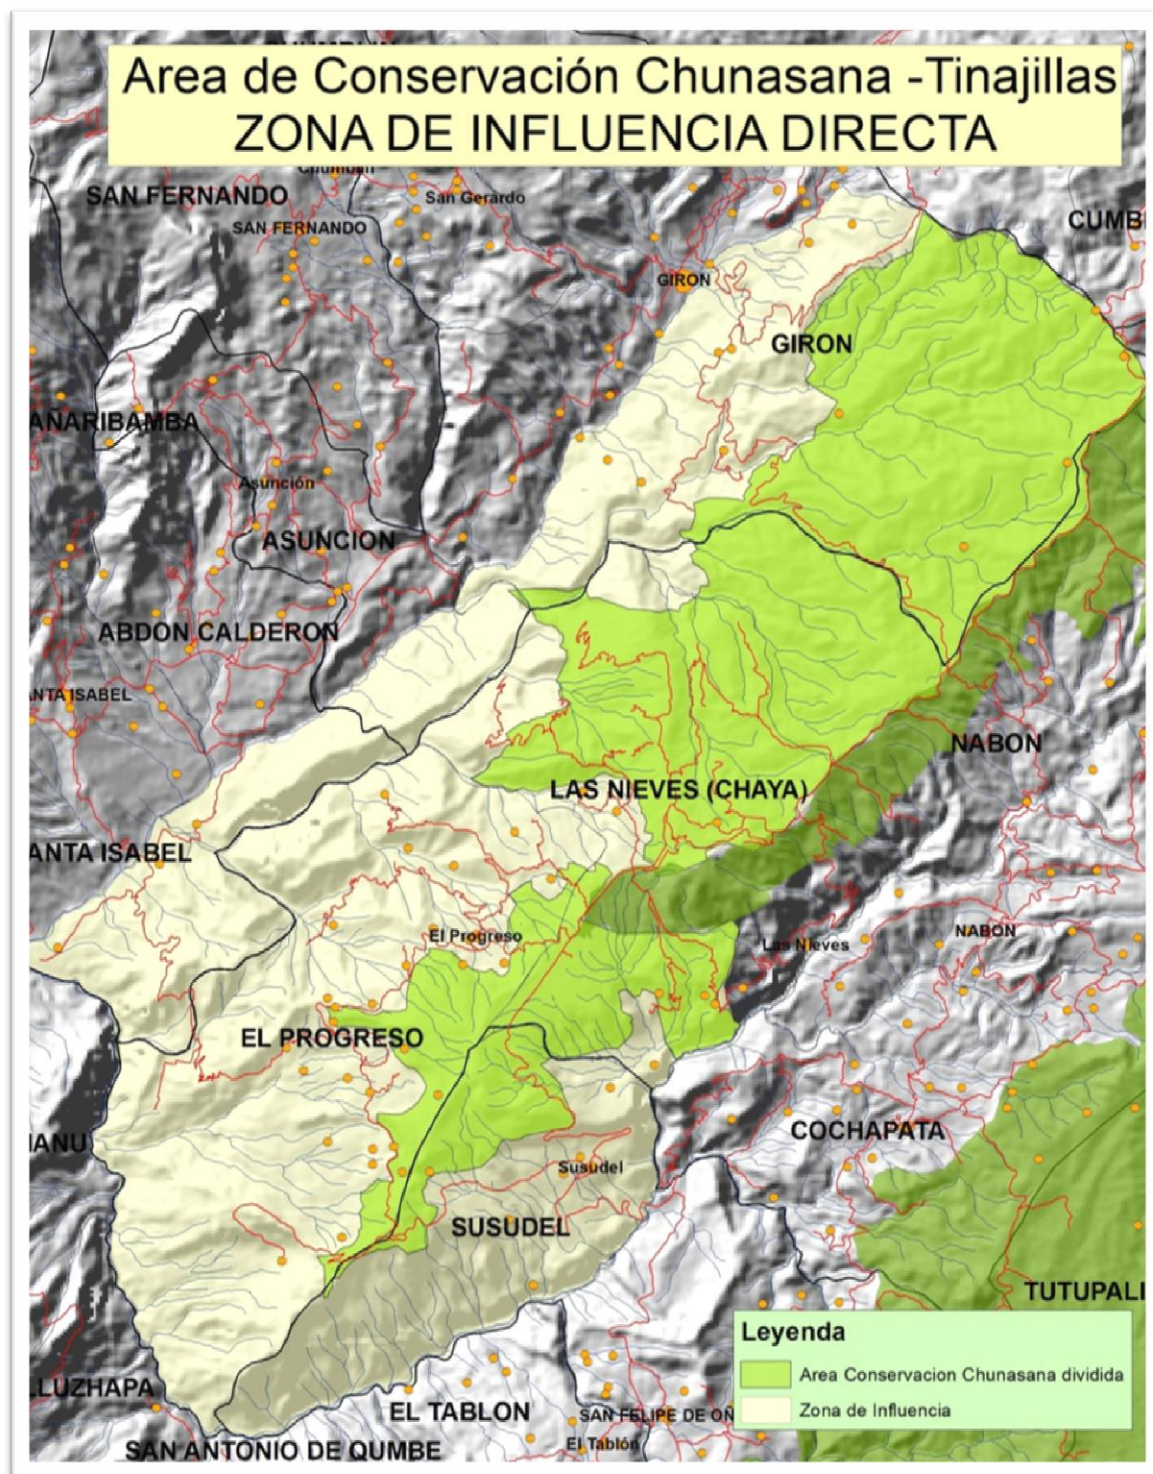 Area de Conservación Chunasana -Tinajillas
ZONA DE INFLUENCIA DIRECTA
SAN FERNANDO
San Gerardo
CUMB
SAN FERNANDO
GIRON
GIRON
AÑARIBAMBA
Asunción
ASUNCION
ABDON CALDERON
ANTA ISABEL
NABON
LAS NIEVES (CHAYA)
ANTA ISABEL
El Progreso
Las Nieves
NABON
EL PROGRESO
COCHAPATA
Susudel
SUSUDEL
TUTUPALI
Leyenda
Área Conservacion Chunasana dividida
Zona de Influencia
LLUZHAPA
EL TABLON
SAN FELIPE DE OÑ
El Tablón
SAN ANTONIO DE QUMBE